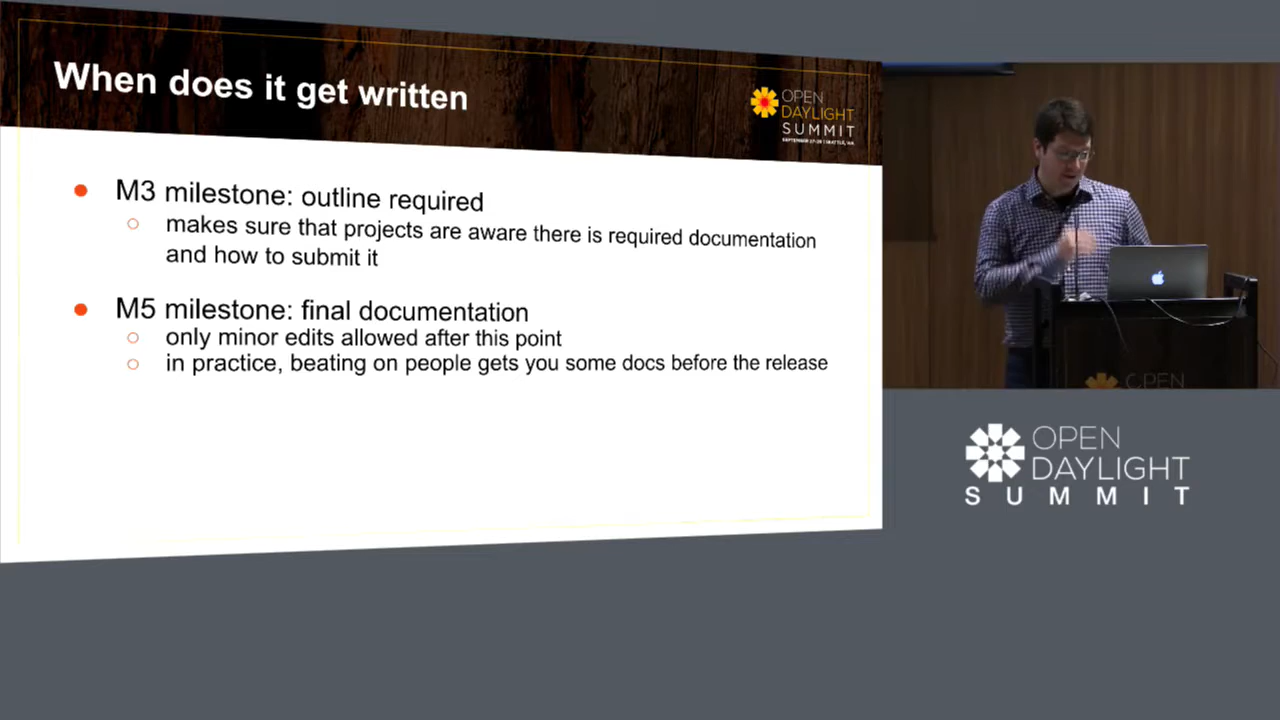 When does it get written
OPEN
DAYLIGHT
SUMMIT
M3 milestone: outline required
makes sure that projects are aware there is required documentation
and how to submit it
M5 milestone: final documentation
only minor edits allowed after this point
in practice, beating on people gets you some docs before the release
OPEN
OPEN
DAYLIGHT
SUMMIT